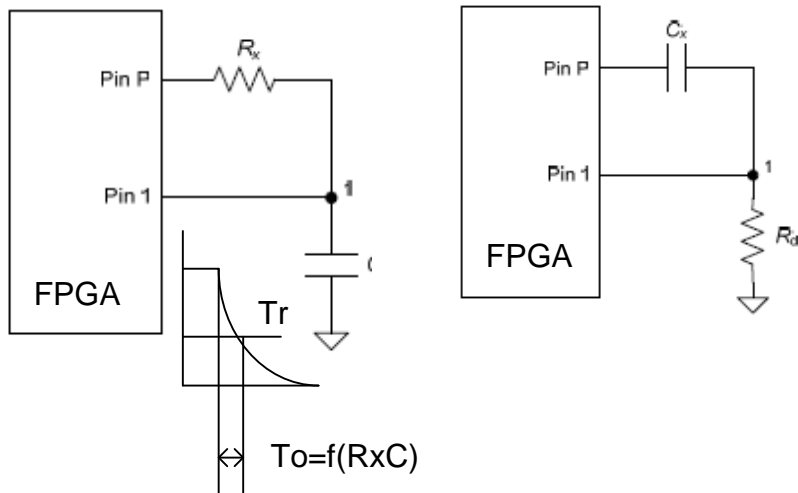 Rx
Pin P
Pin 1
1
FPGA
Tr
To=f(RxC)
Cx
Pin P
Pin 1
1
Rd
FPGA